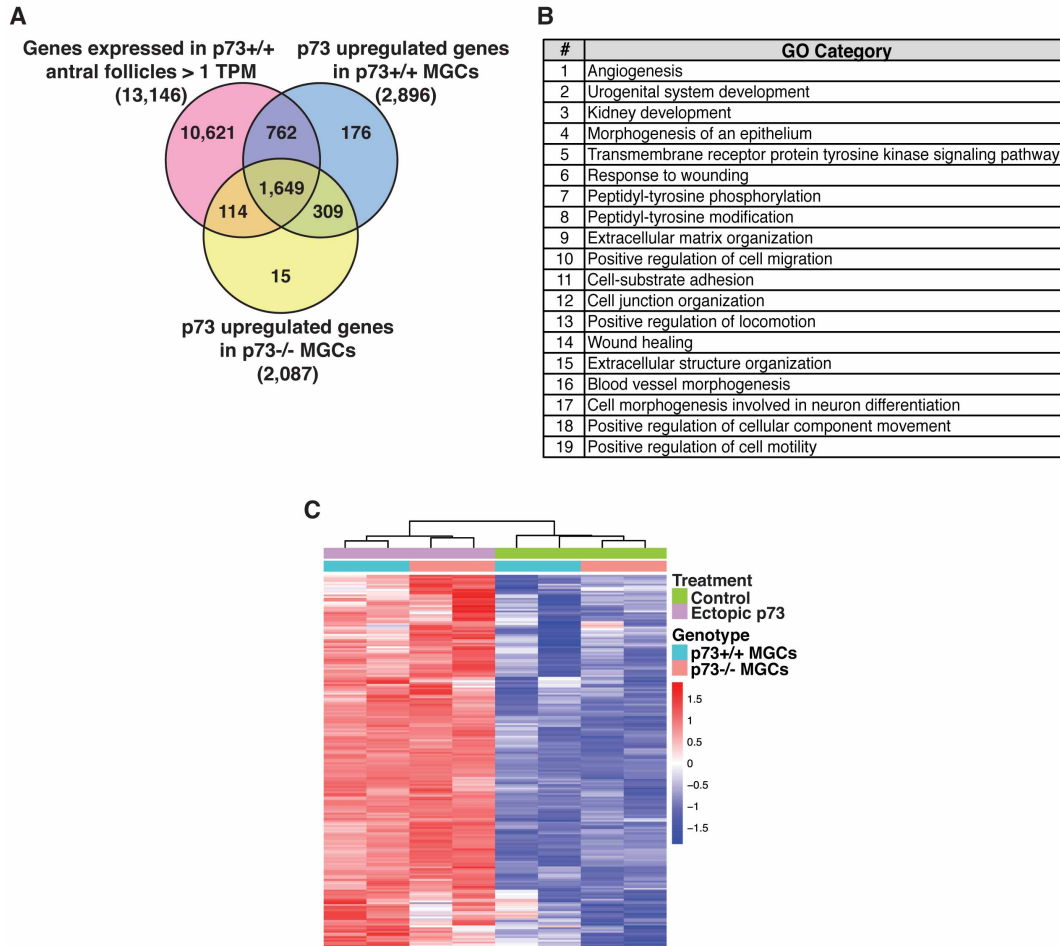 A
Genes expressed in p73+/+
antral follicles > 1 TPM
(13,146)
p73 upregulated genes
in p73+/+ MGCs
(2,896)
10,621
762
176
1,649
114
309
15
p73 upregulated genes
in p73-/- MGCs
(2,087)
B
# GO Category
1 Angiogenesis
2 Urogenital system development
3 Kidney development
4 Morphogenesis of an epithelium
5 Transmembrane receptor protein tyrosine kinase signaling pathway
6 Response to wounding
7 Peptidyl-tyrosine phosphorylation
8 Peptidyl-tyrosine modification
9 Extracellular matrix organization
10 Positive regulation of cell migration
11 Cell-substrate adhesion
12 Cell junction organization
13 Positive regulation of locomotion
14 Wound healing
15 Extracellular structure organization
16 Blood vessel morphogenesis
17 Cell morphogenesis involved in neuron differentiation
18 Positive regulation of cellular component movement
19 Positive regulation of cell motility
C
Treatment
Control
Ectopic p73
Genotype
p73+/+ MGCs
p73-/- MGCs
1.5
1
0.5
0
−0.5
−1
−1.5